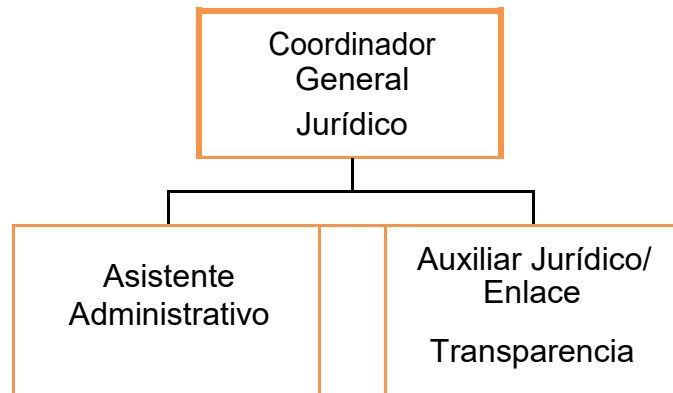 Coordinador
General
Jurídico
Asistente
Administrativo
Auxiliar Jurídico/
Enlace
Transparencia